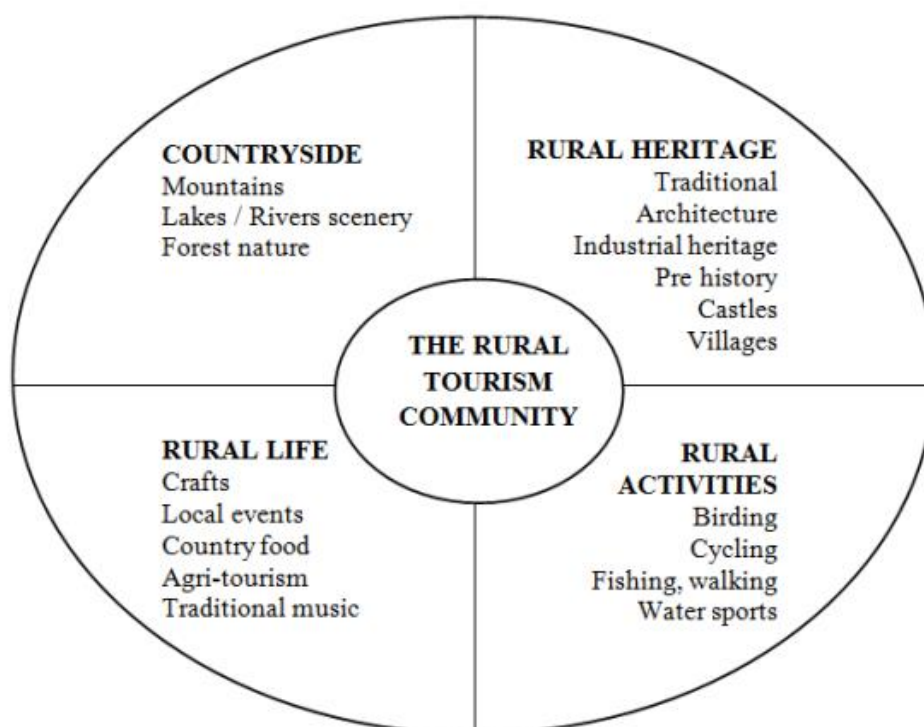 COUNTRYSIDE
Mountains
Lakes / Rivers scenery
Forest nature
RURAL HERITAGE
Traditional
Architecture
Industrial heritage
Pre history
Castles
Villages
THE RURAL
TOURISM
COMMUNITY
RURAL LIFE
Crafts
Local events
Country food
Agri-tourism
Traditional music
RURAL
ACTIVITIES
Birding
Cycling
Fishing, walking
Water sports